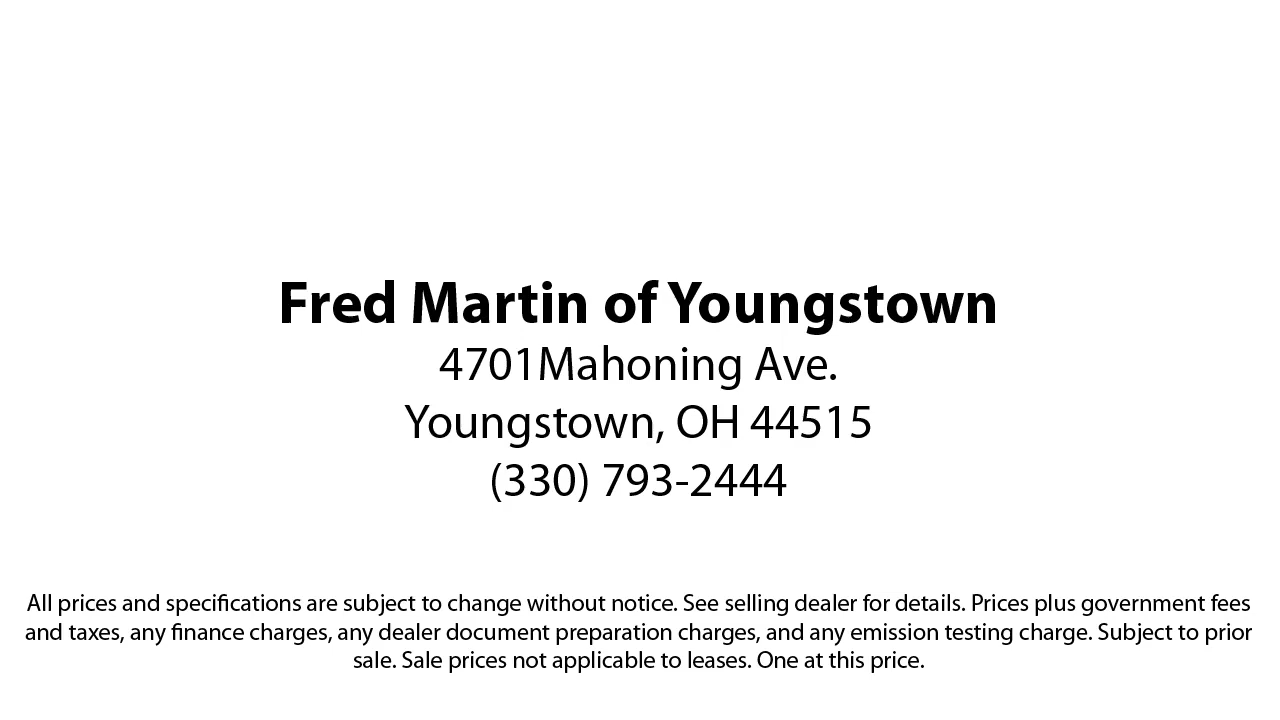 Fred Martin of Youngstown
4701Mahoning Ave.
Youngstown, OH 44515
(330) 793-2444
All prices and specifications are subject to change without notice. See selling dealer for details. Prices plus government fees
and taxes, any finance charges, any dealer document preparation charges, and any emission testing charge. Subject to prior
sale. Sale prices not applicable to leases. One at this price.